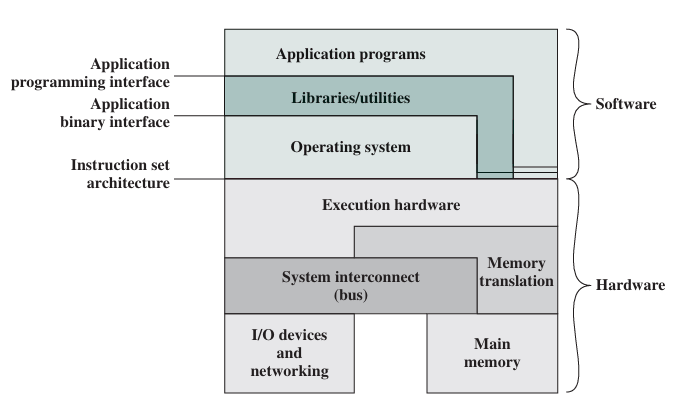 Application programs
Application
programming interface
Libraries/utilities
Application
binary interface
Software
Operating system
Instruction set
architecture
Execution hardware
Memory
translation
System interconnect
(bus)
Hardware
I/O devices
and
networking
Main
memory